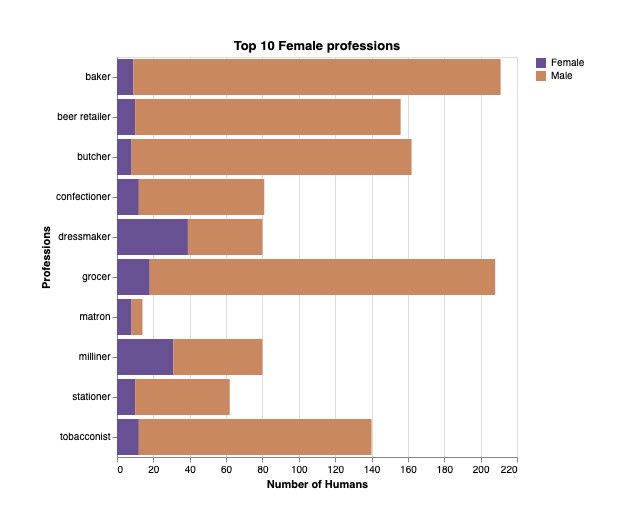 Top 10 Female professions
Female
Male
Professions
baker
beer retailer
butcher
confectioner
dressmaker
grocer
matron
milliner
stationer
tobacconist
0 20 40 60 80 100 120 140 160 180 200 220
Number of Humans